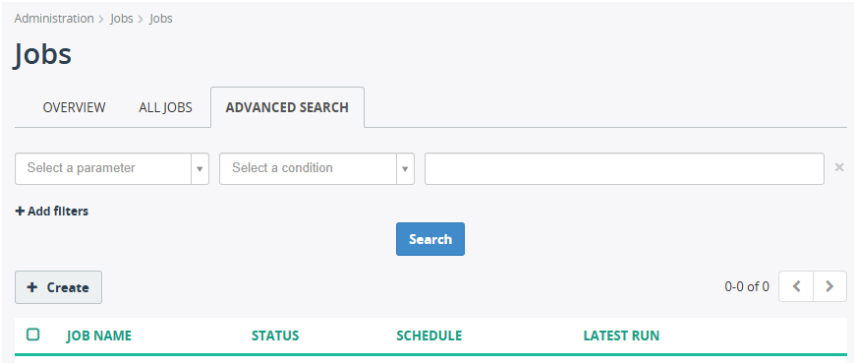 Administration > Jobs > Jobs
Jobs
OVERVIEW ALL JOBS ADVANCED SEARCH
Select a parameter Select a condition
+ Add filters
Search
+ Create 0-0 of 0
JOB NAME STATUS SCHEDULE LATEST RUN